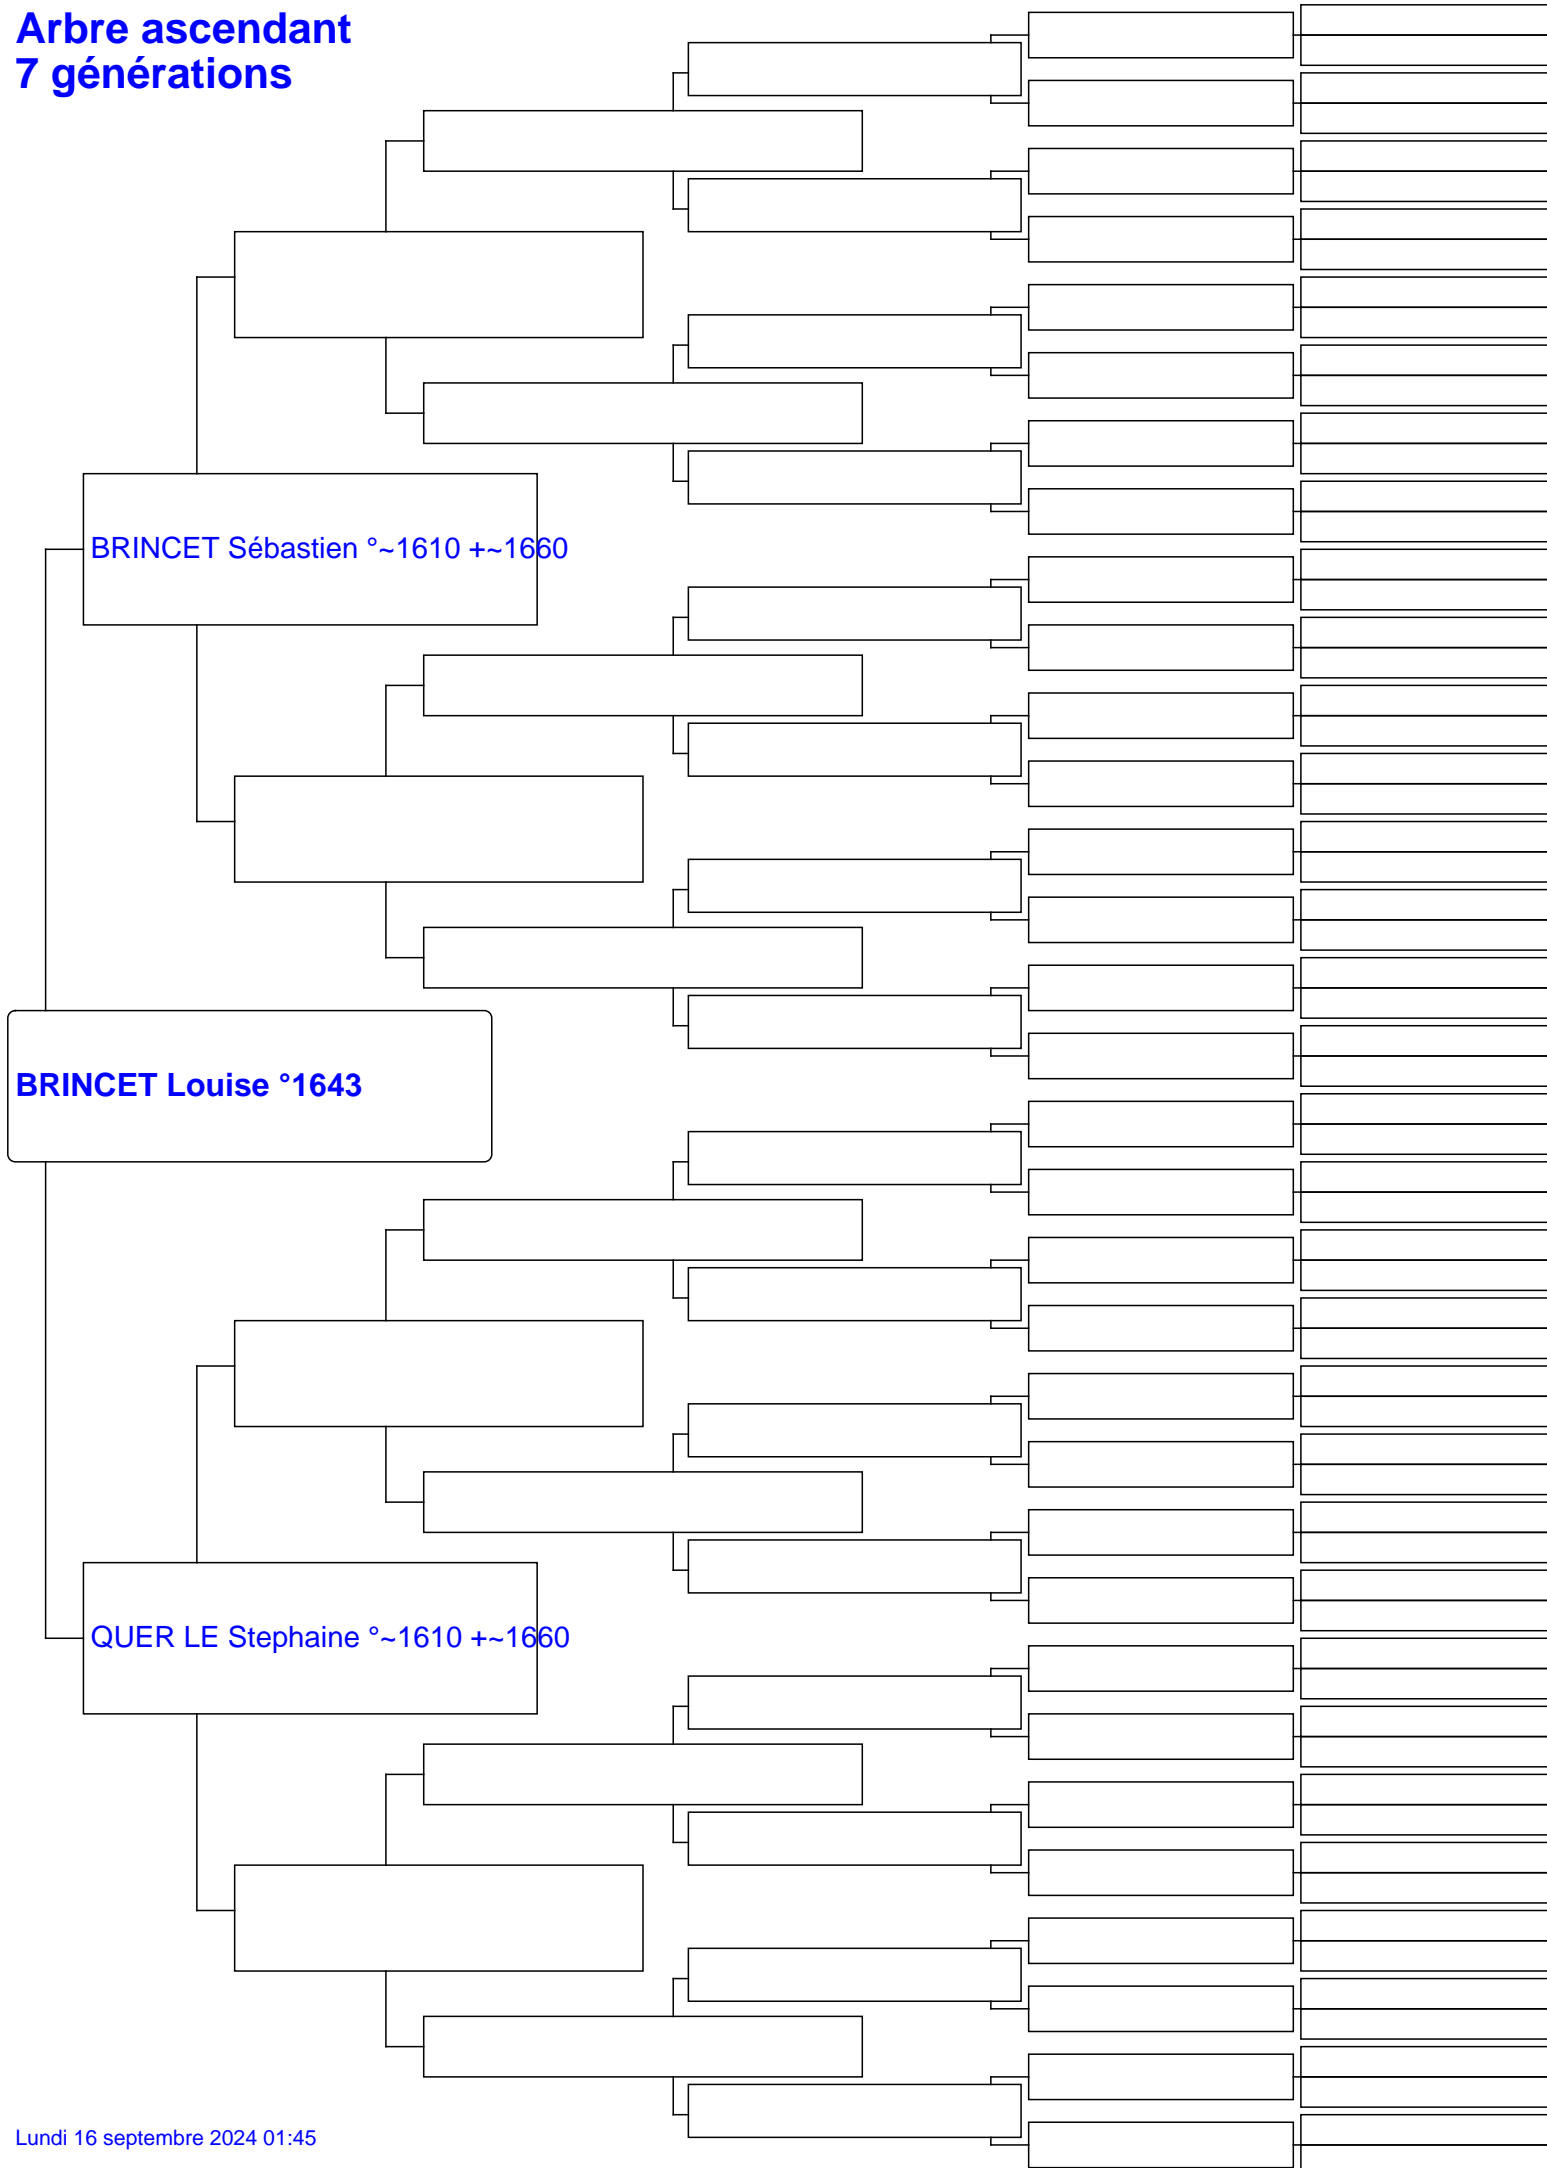 Arbre ascendant
7 générations
BRINCET Sébastien °~1610 +~1660
BRINCET Louise °1643
QUER LE Stephaine °~1610 +~1660
Lundi 16 septembre 2024 01:45